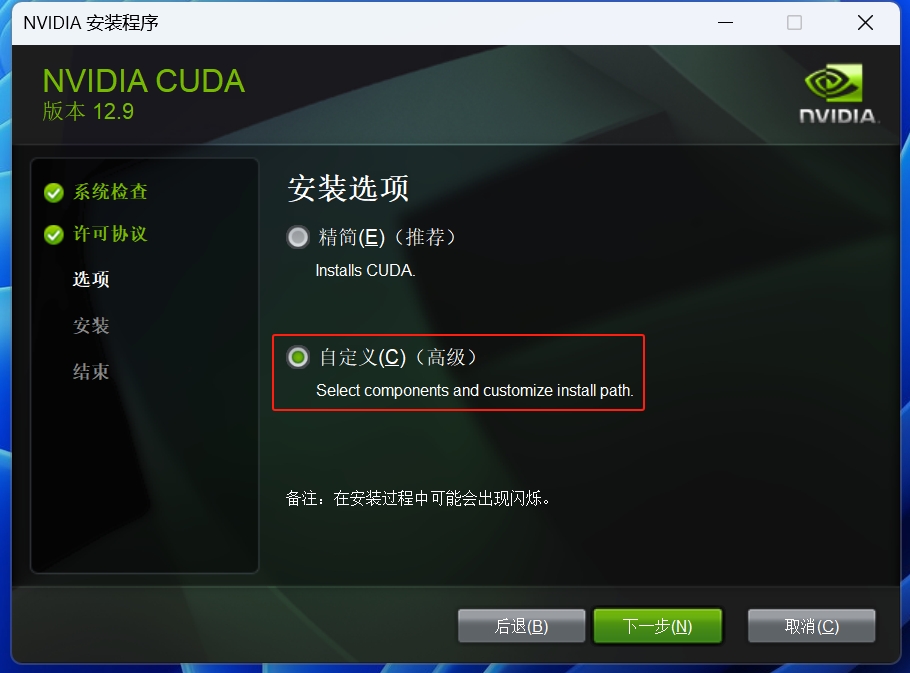 NVIDIA 安装程序
NVIDIA CUDA
版本 12.9
NVIDIA.
系统检查
许可协议
选项
安装
结束
安装选项
精简(E)（推荐）
Installs CUDA.
自定义(C)（高级）
Select components and customize install path.
备注：在安装过程中可能会出现闪烁。
后退(B)
下一步(N)
取消(C)